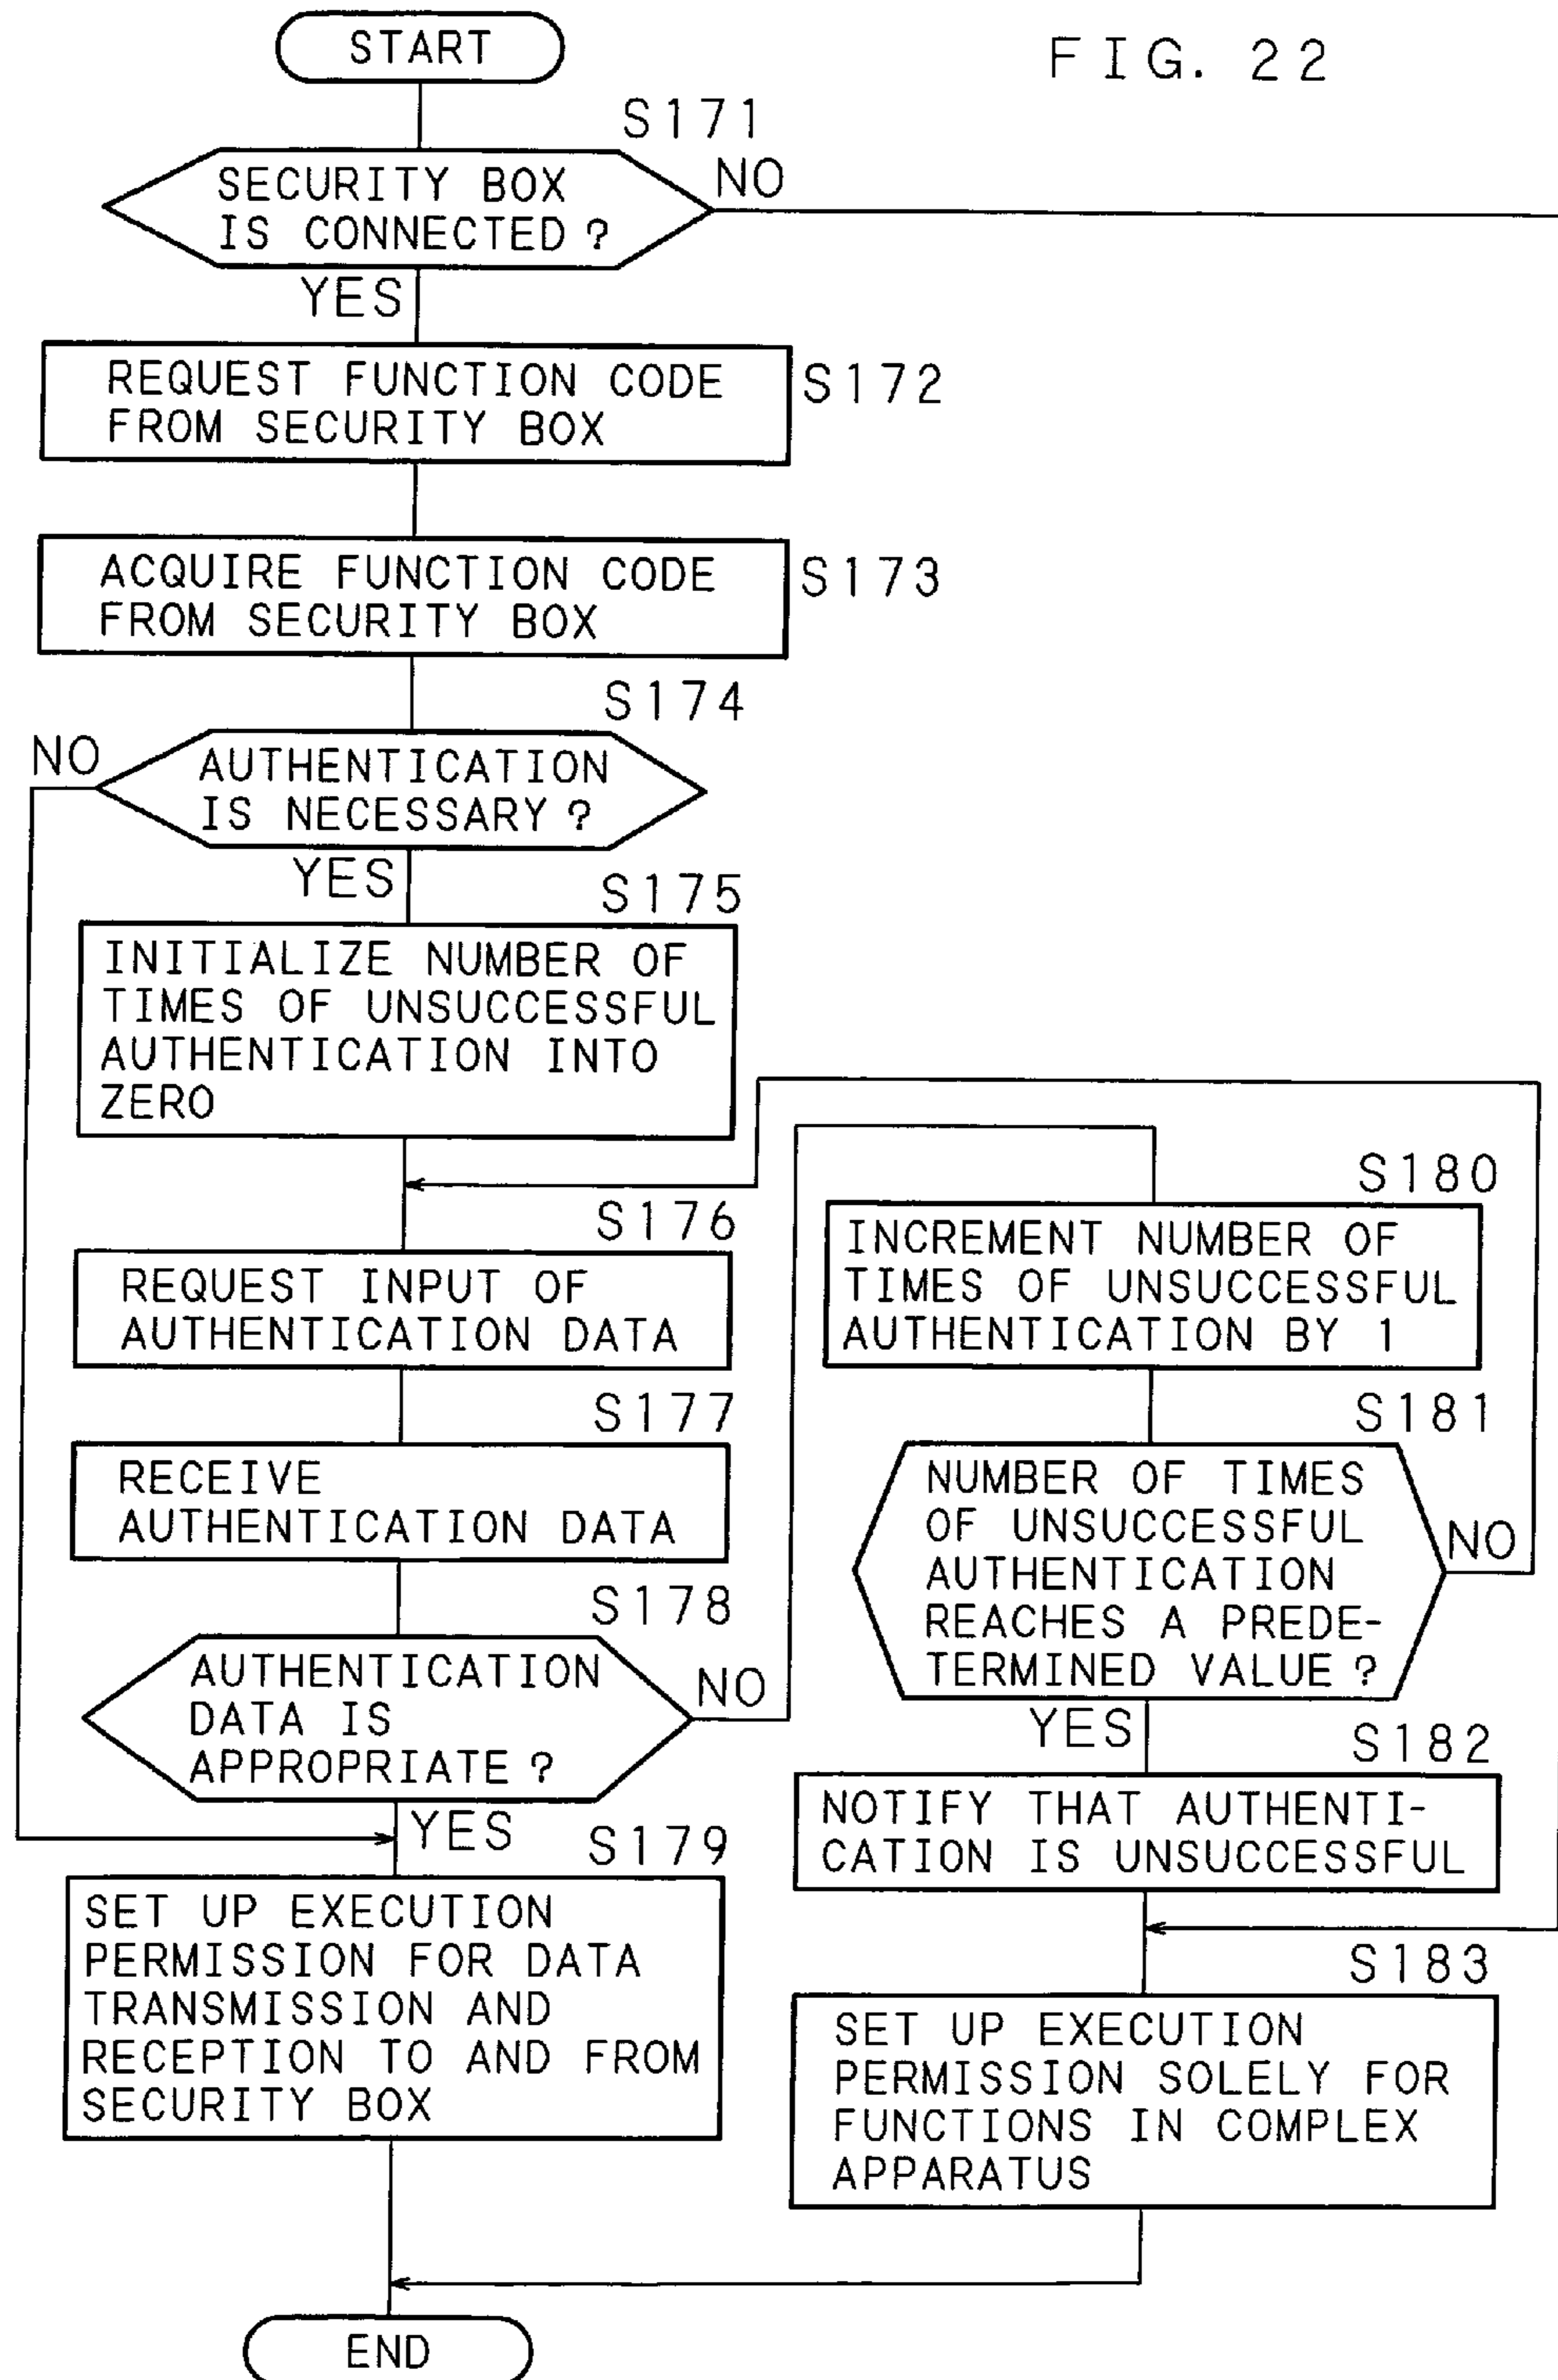 START
FIG. 22
S171
SECURITY BOX
IS CONNECTED?
NO
YES
REQUEST FUNCTION CODE
FROM SECURITY BOX
S172
ACQUIRE FUNCTION CODE
FROM SECURITY BOX
S173
S174
NO
AUTHENTICATION
IS NECESSARY?
YES
S175
INITIALIZE NUMBER OF
TIMES OF UNSUCCESSFUL
AUTHENTICATION INTO
ZERO
S176
REQUEST INPUT OF
AUTHENTICATION DATA
S177
RECEIVE
AUTHENTICATION DATA
S178
AUTHENTICATION
DATA IS
APPROPRIATE?
NO
YES
S179
SET UP EXECUTION
PERMISSION FOR DATA
TRANSMISSION AND
RECEPTION TO AND FROM
SECURITY BOX
S180
INCREMENT NUMBER OF
TIMES OF UNSUCCESSFUL
AUTHENTICATION BY 1
S181
NUMBER OF TIMES
OF UNSUCCESSFUL
AUTHENTICATION
REACHES A PREDE-
TERMINED VALUE?
NO
YES
S182
NOTIFY THAT AUTHENTI-
CATION IS UNSUCCESSFUL
S183
SET UP EXECUTION
PERMISSION SOLELY FOR
FUNCTIONS IN COMPLEX
APPARATUS
END